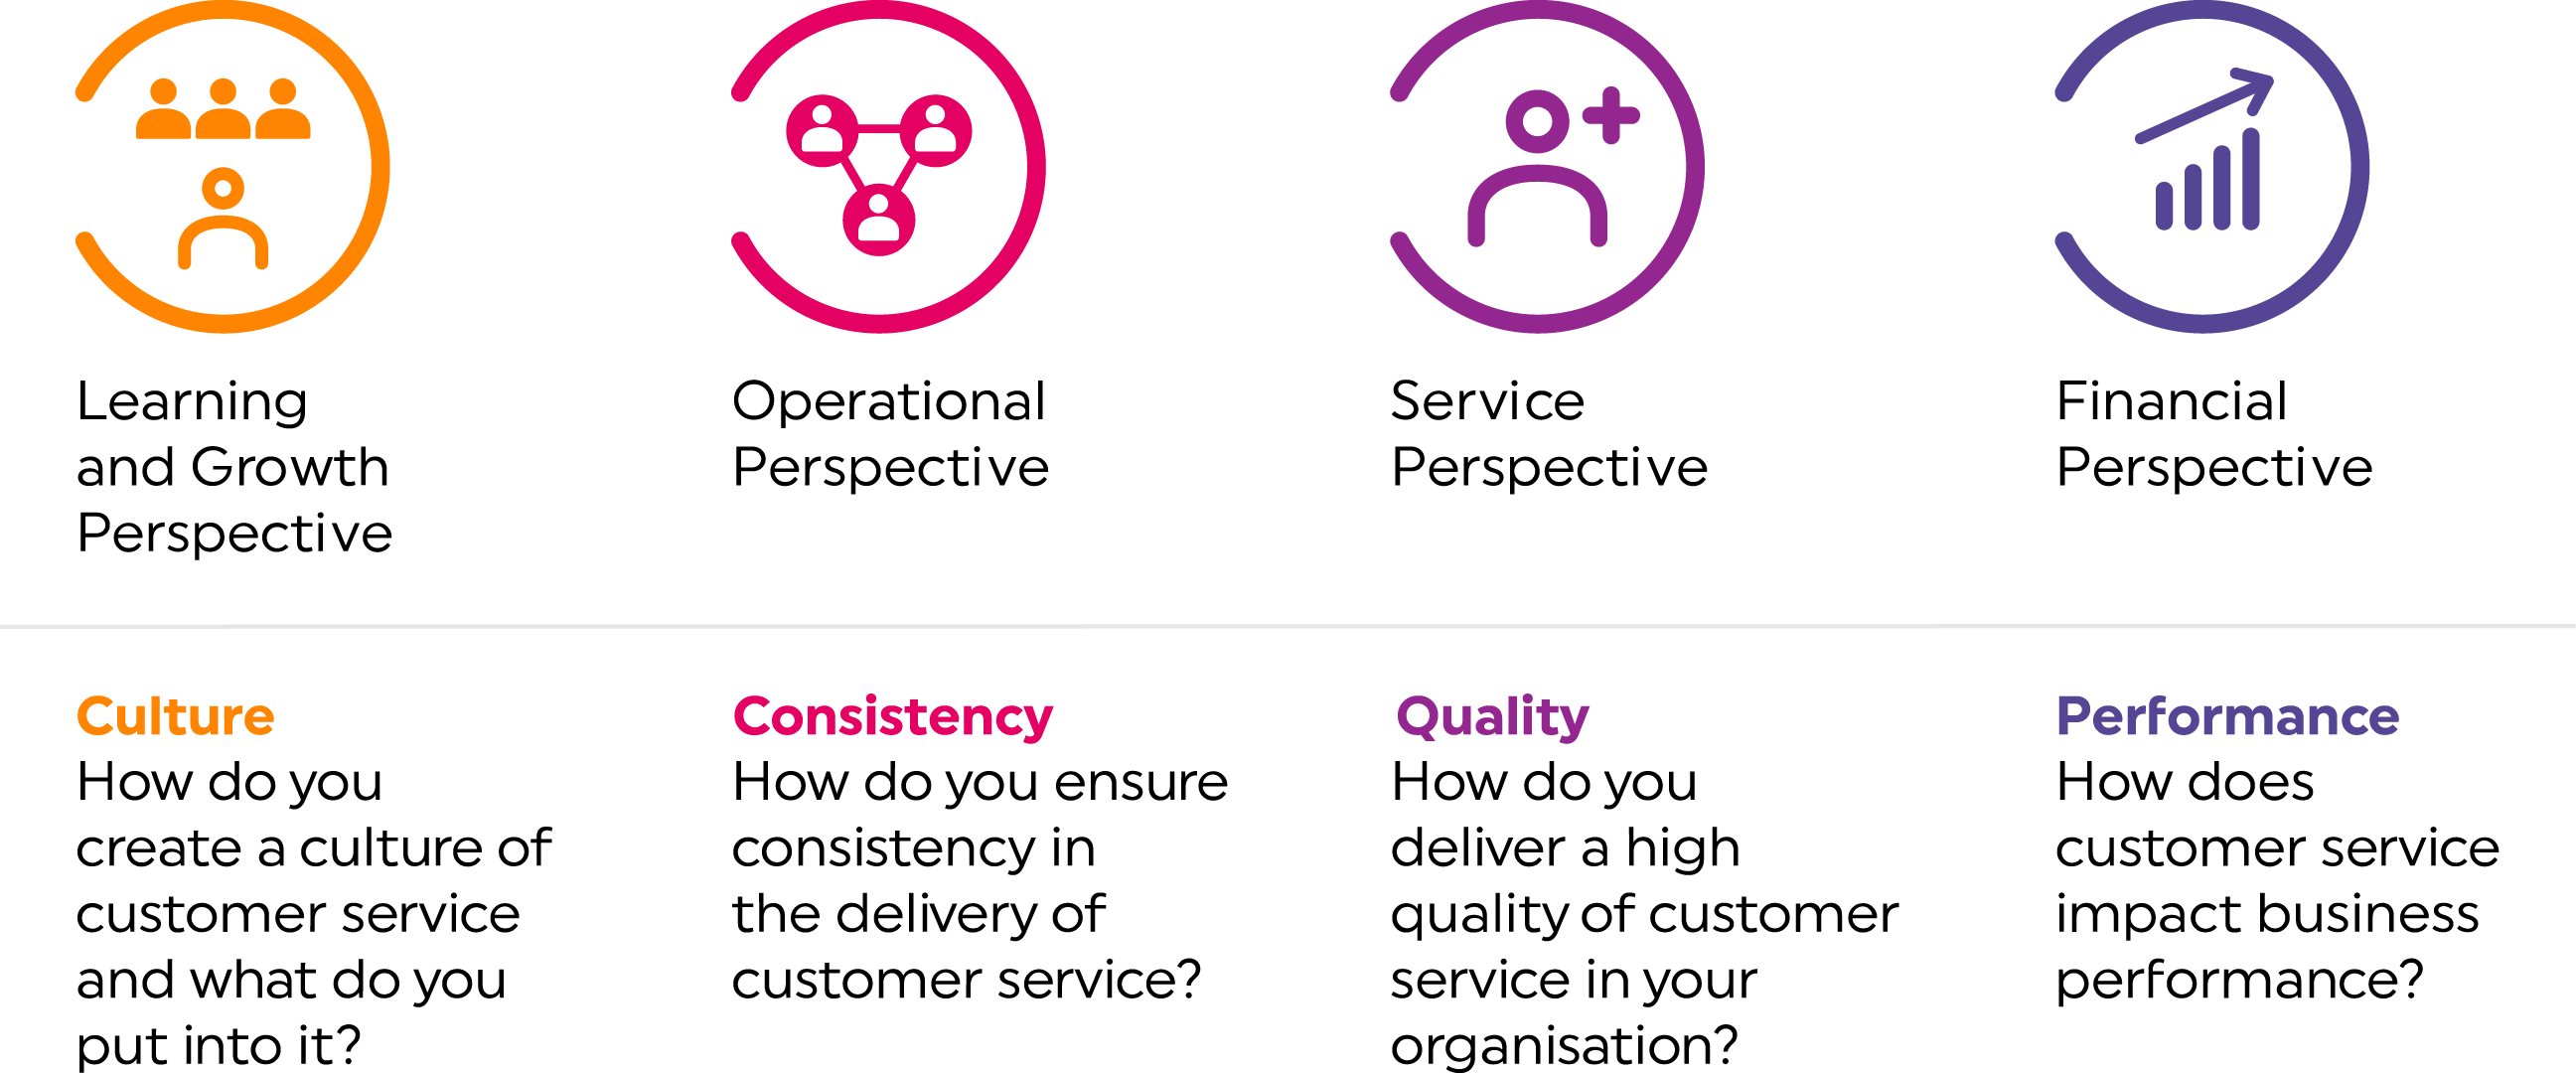 Learning
and Growth
Perspective
Operational
Perspective
Service
Perspective
Financial
Perspective
Culture
How do you
create a culture of
customer service
and what do you
put into it?
Consistency
How do you ensure
consistency in
the delivery of
customer service?
Quality
How do you
deliver a high
quality of customer
service in your
organisation?
Performance
How does
customer service
impact business
performance?